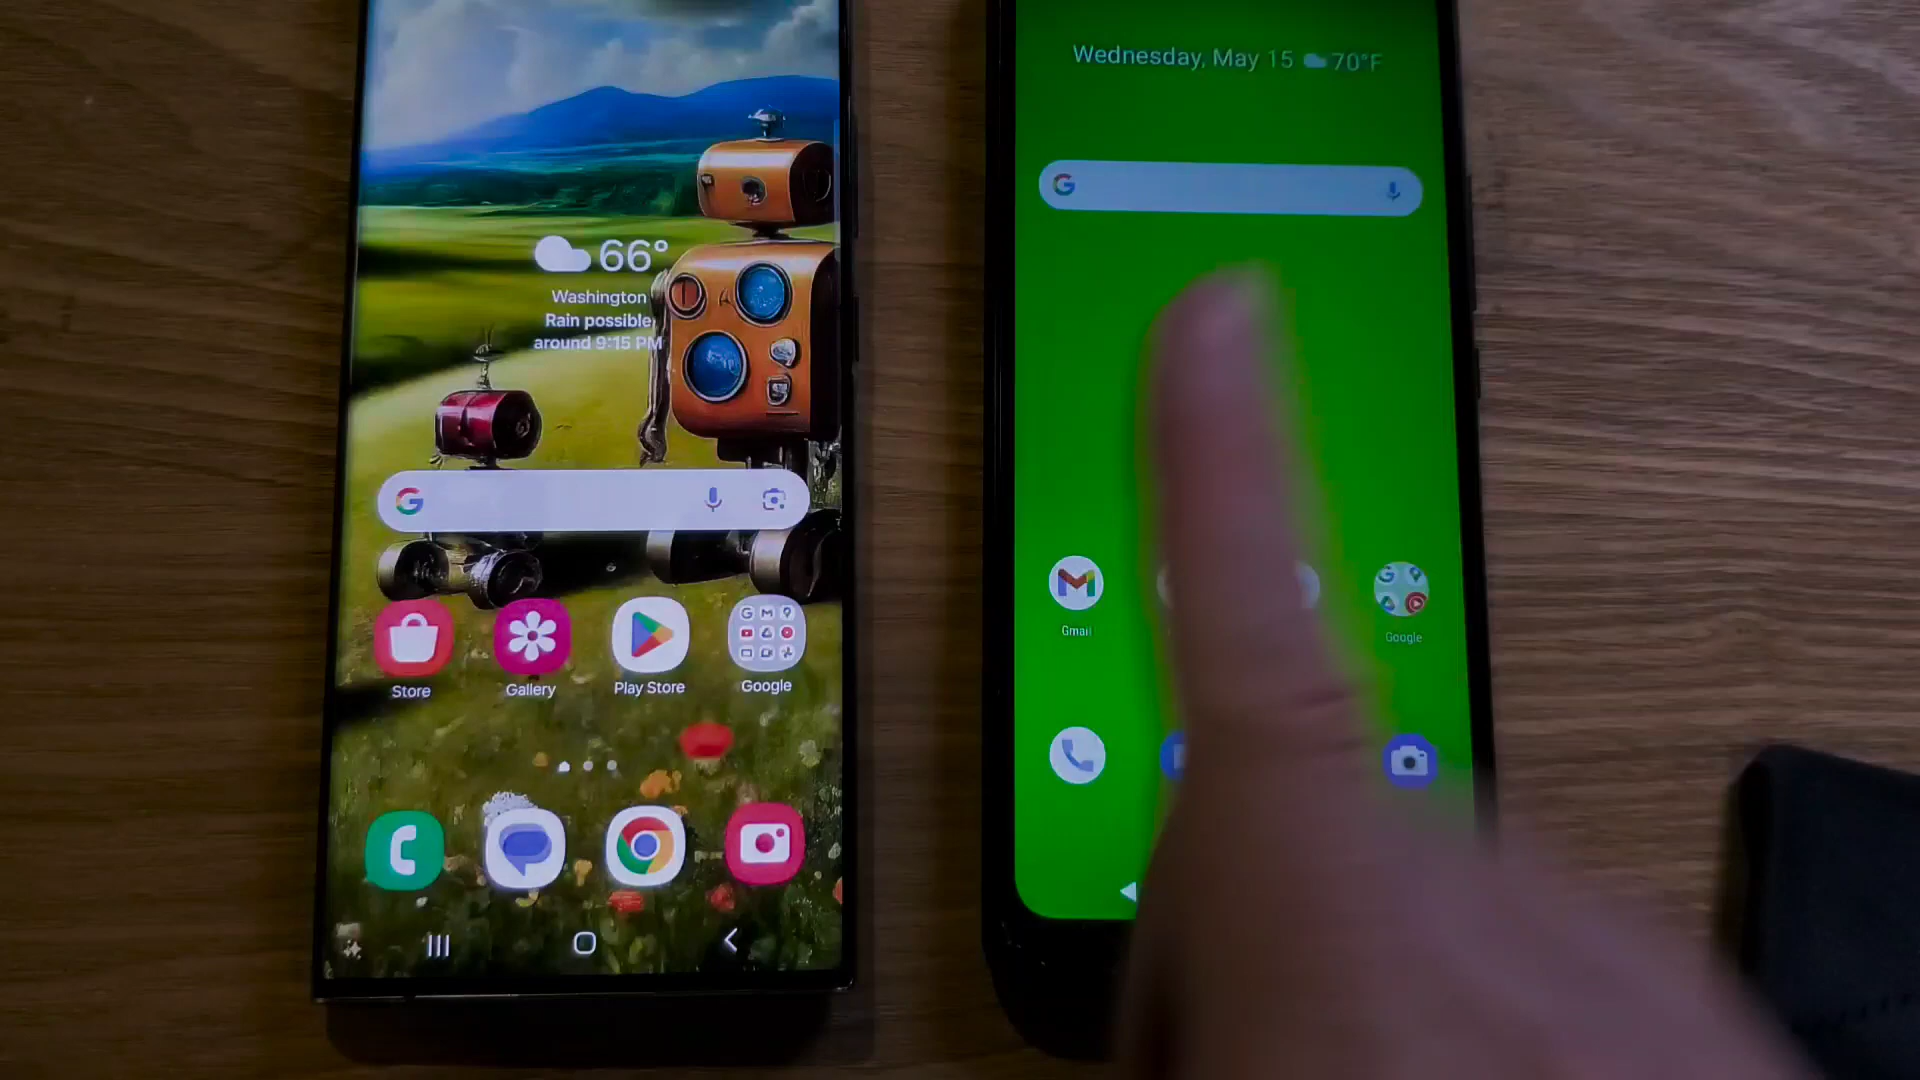 66°
Washington
Rain possible
around 9:15 PM
Store
Gallery
Play Store
Google
Wednesday, May 15 70°F
Gmail
Google